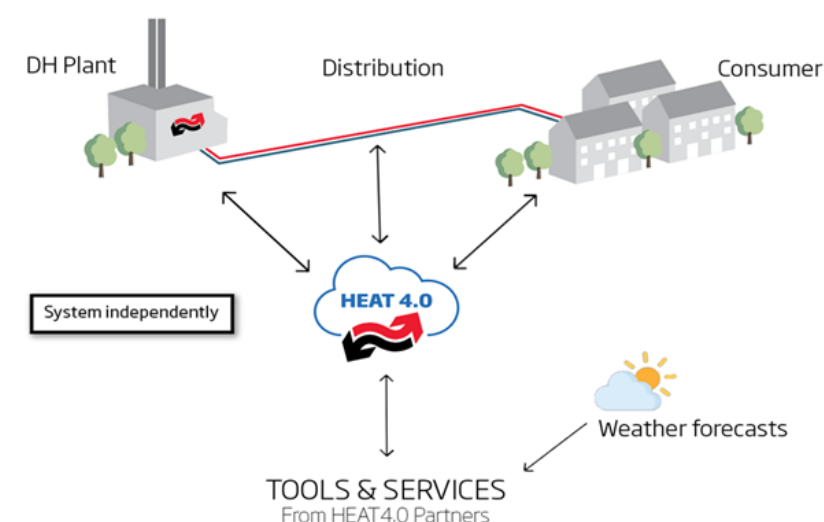 DH Plant
Distribution
Consumer
HEAT 4.0
System independently
Weather forecasts
TOOLS & SERVICES
From HEAT4.0 Partners